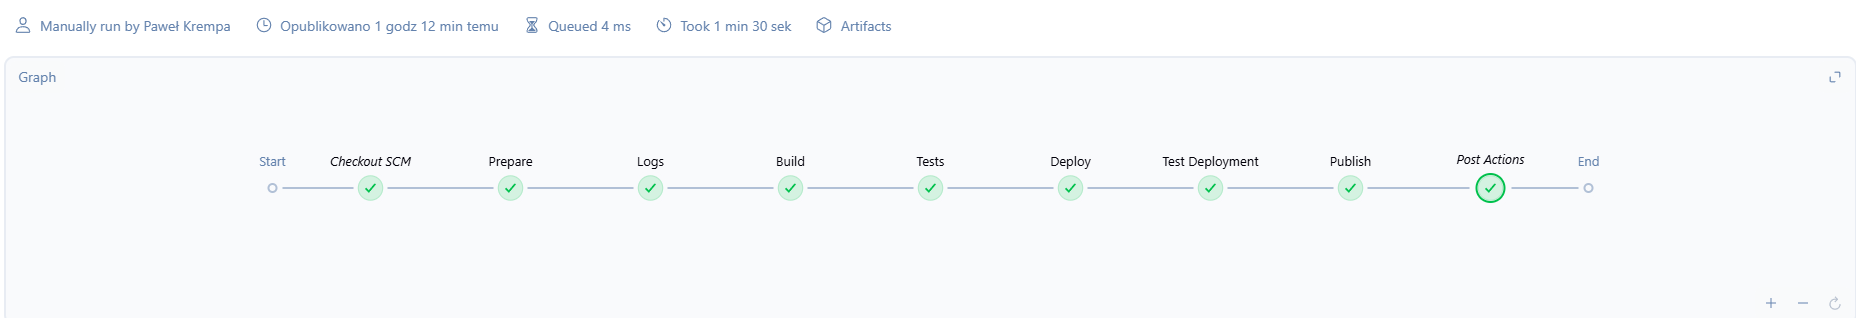 Manually run by Paweł Krempa Opublikowano 1 godz 12 min temu Queued 4 ms Took 1 min 30 sek Artifacts
Graph
Start Checkout SCM Prepare Logs Build Tests Deploy Test Deployment Publish Post Actions End